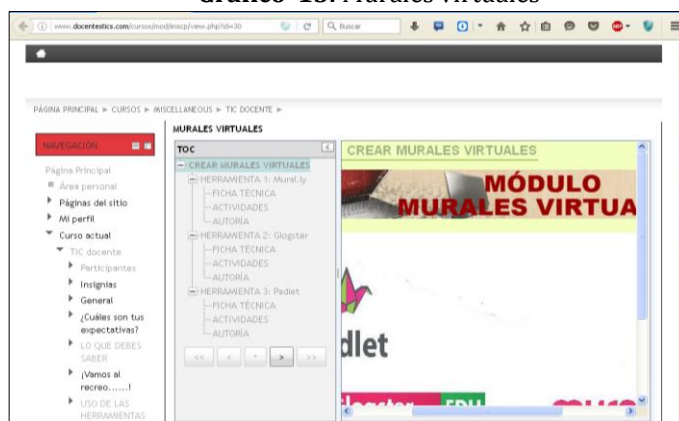 Gráfico 15. Murales virtuales
www.docentestics.com/cursos/mod/imscp/view.php?id=30
Buscar
PÁGINA PRINCIPAL ► CURSOS ► MISCELLANEOUS ► TIC DOCENTE ►
NAVEGACIÓN
Página Principal
Área personal
Páginas del sitio
Mi perfil
Curso actual
TIC docente
Participantes
Insignias
General
¿Cuáles son tus
expectativas?
LO QUE DEBES
SABER
¡Vamos al
recreo......!
USO DE LAS
HERRAMIENTAS
MURALES VIRTUALES
TOC
CREAR MURALES VIRTUALES
HERRAMIENTA 1: Mural.ly
FICHA TÉCNICA
ACTIVIDADES
AUTORÍA
HERRAMIENTA 2: Glogster
FICHA TÉCNICA
ACTIVIDADES
AUTORÍA
HERRAMIENTA 3: Padlet
FICHA TÉCNICA
ACTIVIDADES
AUTORÍA
<< < ^ > >>
CREAR MURALES VIRTUALES
MÓDULO
MURALES VIRTUA
dlet
glogster EDU